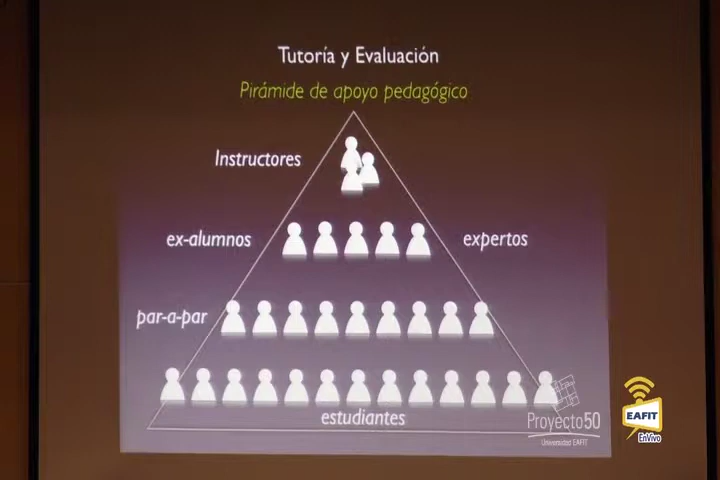 Tutoría y Evaluación
Pirámide de apoyo pedagógico
Instructores
ex-alumnos
expertos
par-a-par
estudiantes
Proyecto50
Universidad EAFIT
EAFIT
EnVivo